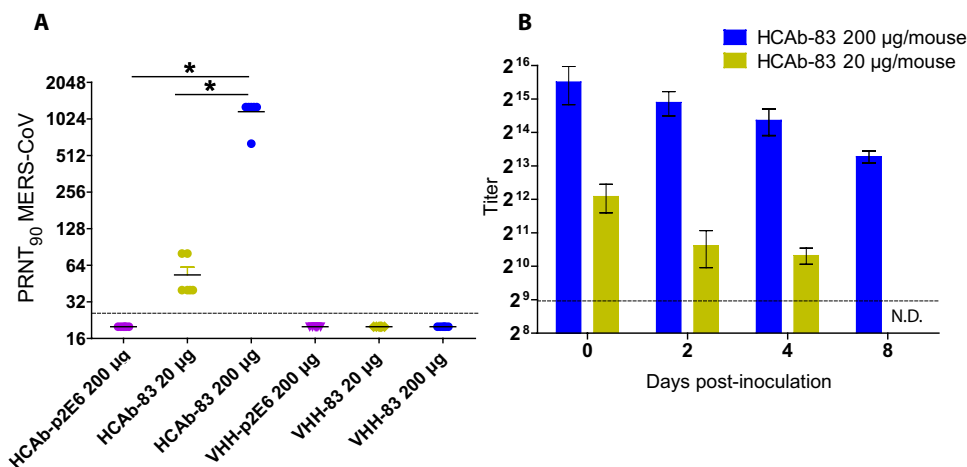 A
PRNT90 MERS-CoV
2048
1024
512
256
128
64
32
16
*
*
HCAb-p2E6 200 µg
HCAb-83 20 µg
HCAb-83 200 µg
VHH-p2E6 200 µg
VHH-83 20 µg
VHH-83 200 µg
B
HCAb-83 200 µg/mouse
HCAb-83 20 µg/mouse
Titer
2^16
2^15
2^14
2^13
2^12
2^11
2^10
2^9
2^8
N.D.
0 2 4 8
Days post-inoculation